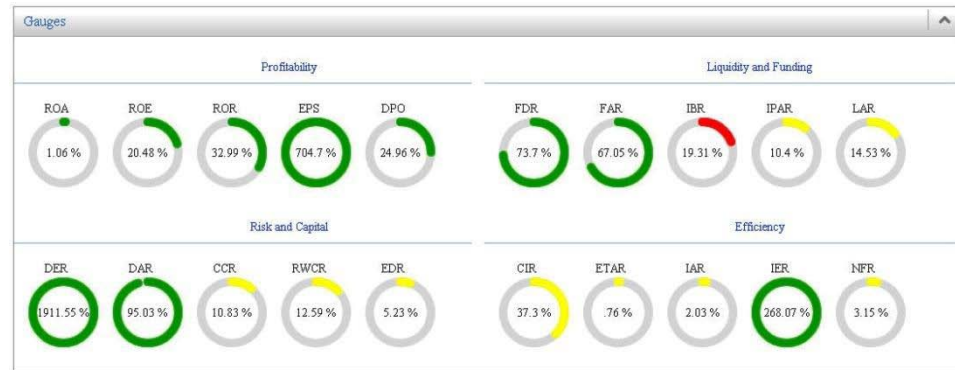 Gauges
Profitability
Liquidity and Funding
ROA ROE ROR EPS DPO
FDR FAR IBR IPAR LAR
1.06 % 20.48 % 32.99 % 704.7 % 24.96 %
73.7 % 67.05 % 19.31 % 10.4 % 14.53 %
Risk and Capital
Efficiency
DER DAR CCR RWCR EDR
CIR ETAR IAR IER NFR
1911.55 % 95.03 % 10.83 % 12.59 % 5.23 %
37.3 % .76 % 2.03 % 268.07 % 3.15 %